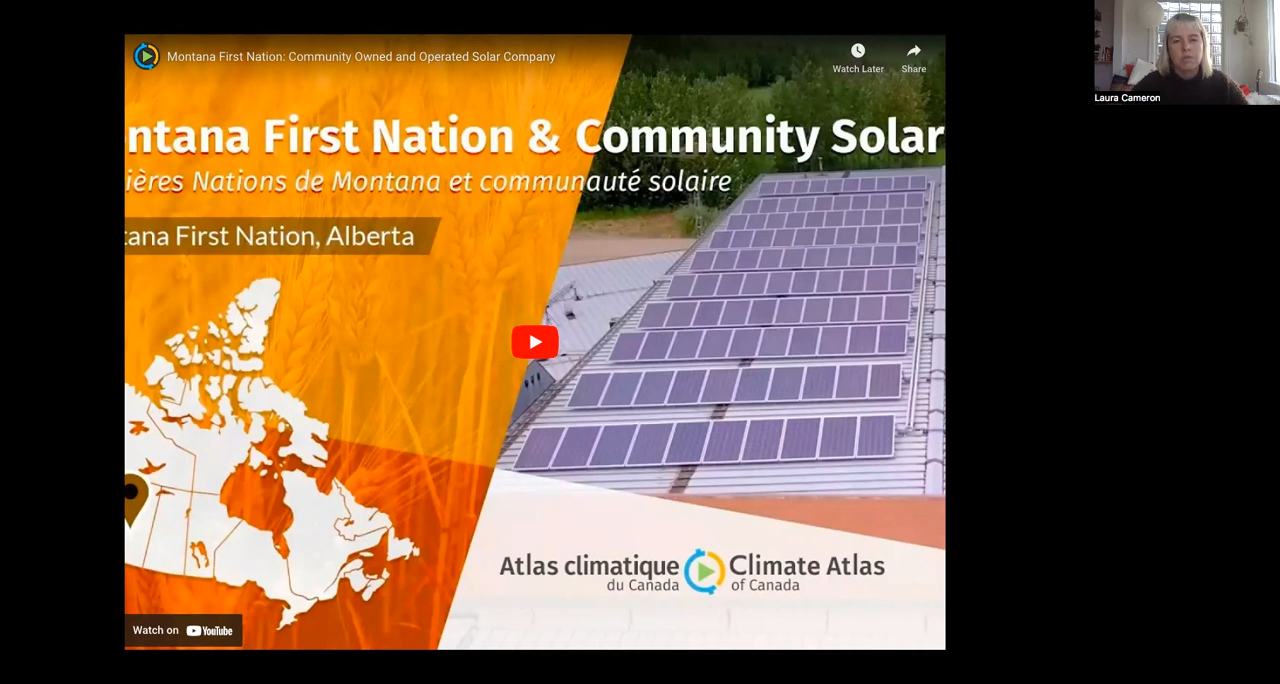 Montana First Nation: Community Owned and Operated Solar Company
Watch Later
Share
Laura Cameron
ntana First Nation & Community Solar
ières Nations de Montana et communauté solaire
tana First Nation, Alberta
Atlas climatique
du Canada
Climate Atlas
of Canada
Watch on YouTube